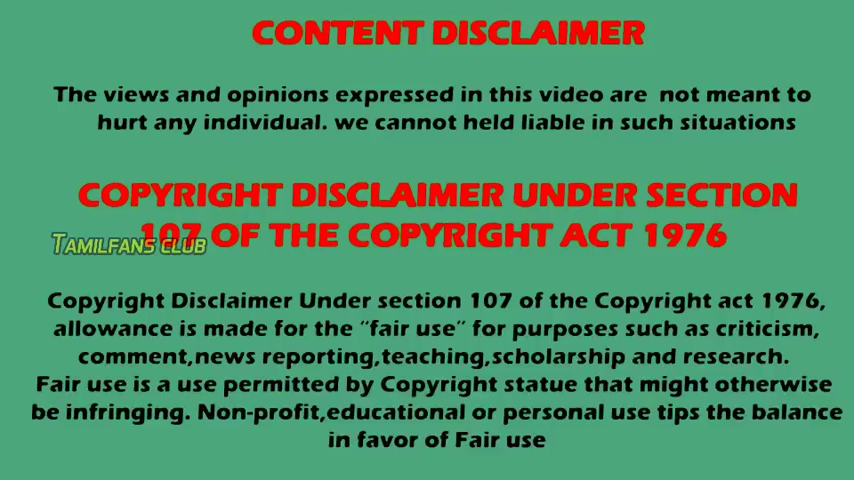 CONTENT DISCLAIMER
The views and opinions expressed in this video are not meant to
hurt any individual. we cannot held liable in such situations
COPYRIGHT DISCLAIMER UNDER SECTION
107 OF THE COPYRIGHT ACT 1976
TAMILFANS CLUB
Copyright Disclaimer Under section 107 of the Copyright act 1976,
allowance is made for the “fair use” for purposes such as criticism,
comment,news reporting,teaching,scholarship and research.
Fair use is a use permitted by Copyright statue that might otherwise
be infringing. Non-profit,educational or personal use tips the balance
in favor of Fair use